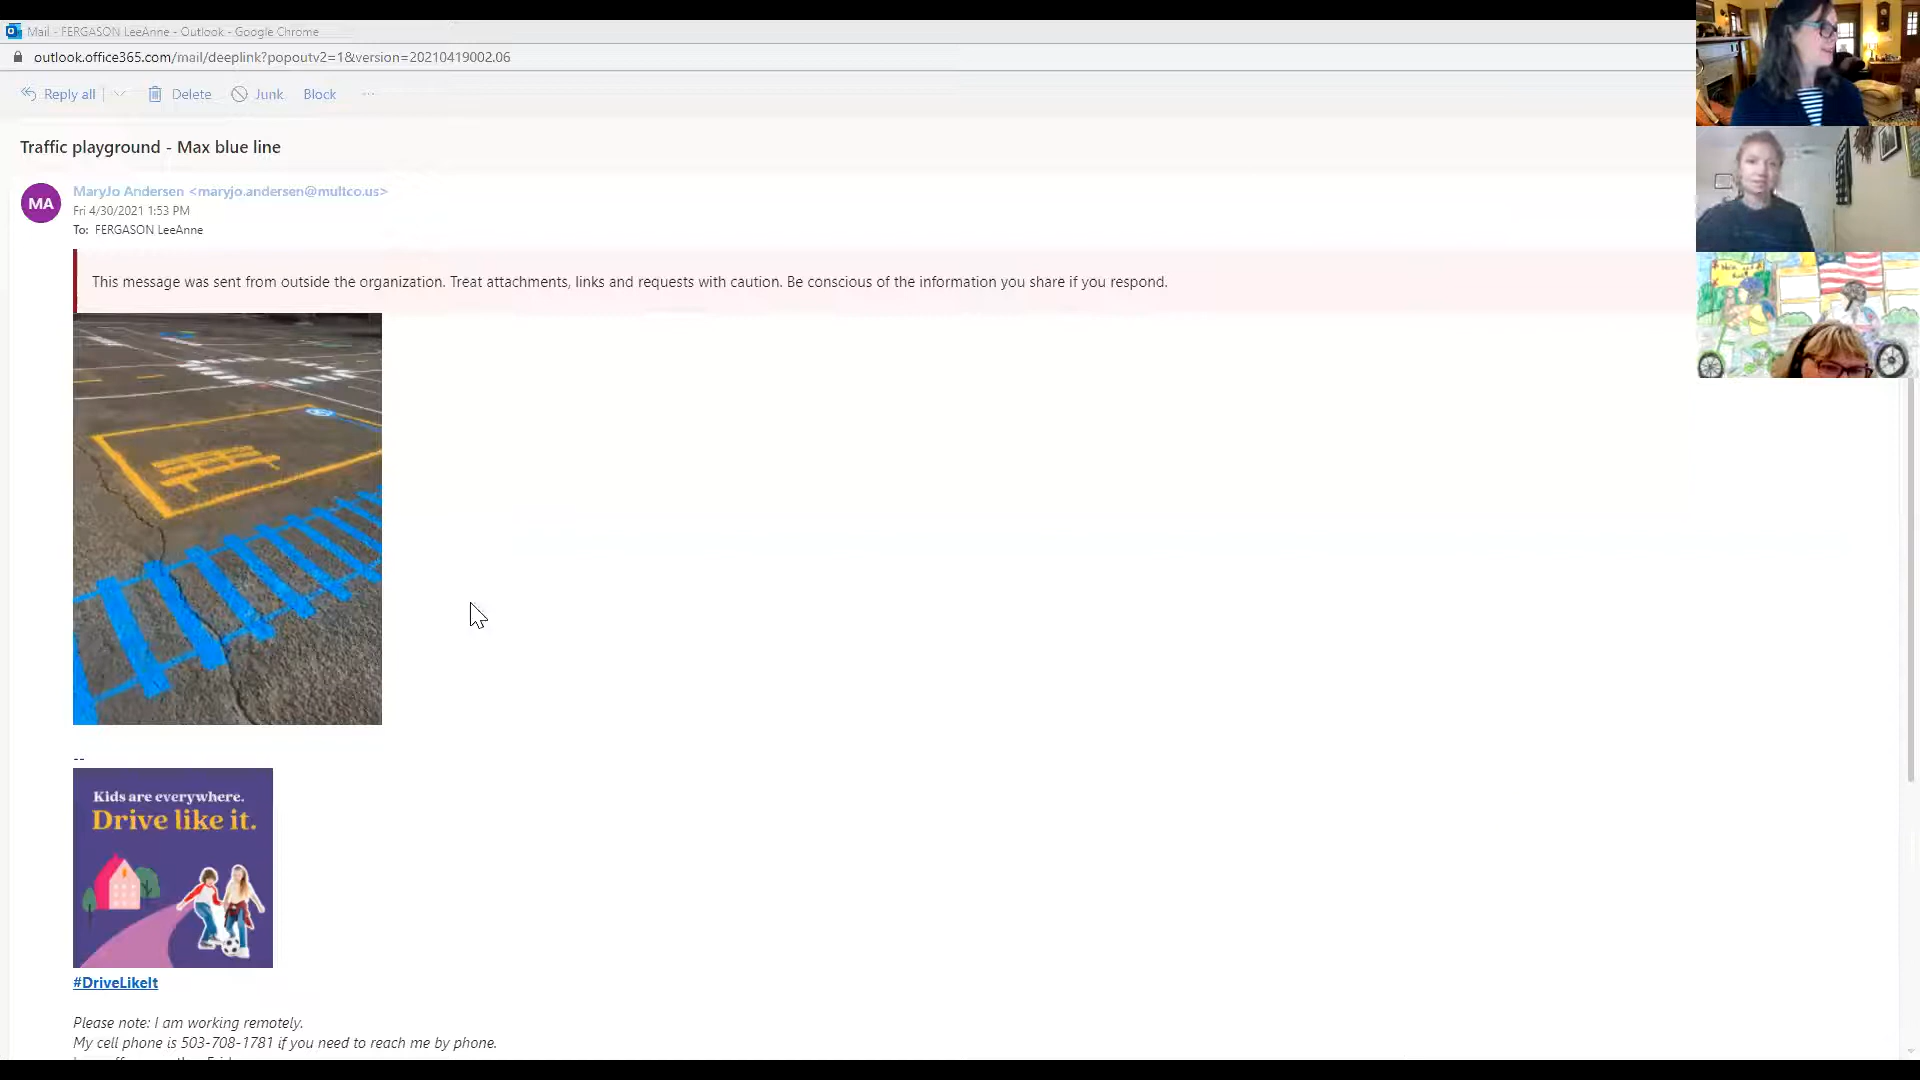 Mail - FERGASON LeeAnne - Outlook - Google Chrome
outlook.office365.com/mail/deeplink?popoutv2=1&version=20210419002.06
Reply all | Delete Junk Block ...
Traffic playground - Max blue line
MA
MaryJo Andersen <maryjo.andersen@multco.us>
Fri 4/30/2021 1:53 PM
To: FERGASON LeeAnne
This message was sent from outside the organization. Treat attachments, links and requests with caution. Be conscious of the information you share if you respond.
--
Kids are everywhere.
Drive like it.
#DriveLikeIt
Please note: I am working remotely.
My cell phone is 503-708-1781 if you need to reach me by phone.